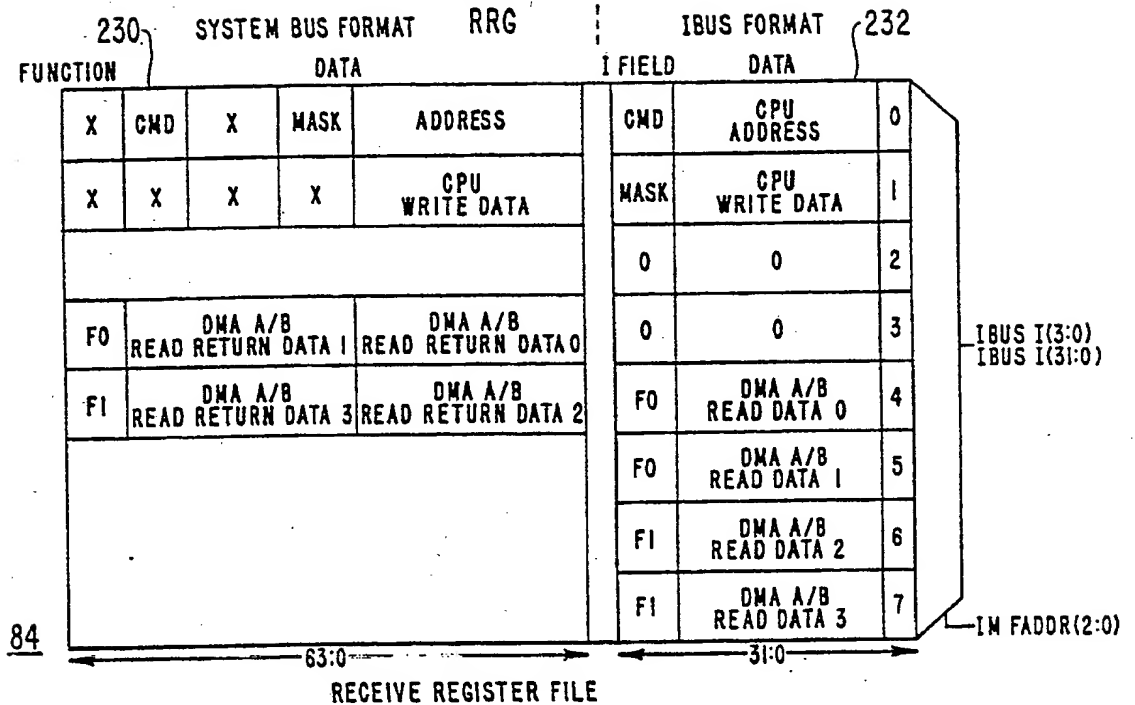 230 SYSTEM BUS FORMAT RRG IBUS FORMAT 232
FUNCTION DATA I FIELD DATA
X CMD X MASK ADDRESS CMD CPU ADDRESS 0
X X X X CPU WRITE DATA MASK CPU WRITE DATA 1
0 0 2
F0 DMA A/B READ RETURN DATA 1 DMA A/B READ RETURN DATA 0 0 0 3
IBUS I(3:0)
IBUS I(31:0)
F1 DMA A/B READ RETURN DATA 3 DMA A/B READ RETURN DATA 2 F0 DMA A/B READ DATA 0 4
F0 DMA A/B READ DATA 1 5
F1 DMA A/B READ DATA 2 6
F1 DMA A/B READ DATA 3 7
IM FADDR(2:0)
84
63:0 31:0
RECEIVE REGISTER FILE